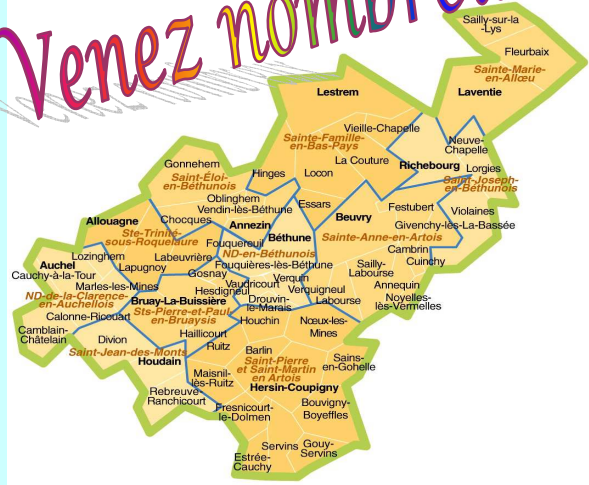 Venez
Sailly-sur-la
-Lys
Fleurbaix
Sainte-Marie-
en-Allœu
Laventie
Lestrem
Vieille-Chapelle
Sainte-Famille-
en-Bas-Pays
La Couture
Neuve-
Chapelle
Richebourg
Lorgies
Saint-Joseph-
en-Béthunois
Gonnehem
Saint-Éloi-
en-Béthunois
Hinges
Locon
Oblinghem
Vendin-lès-Béthune
Essars
Festubert
Violaines
Allouagne
Chocques
Annezin
Beuvry
Givenchy-lès-La-Bassée
Ste-Trinité-
sous-Roquelaure
Fouquereuil
Béthune
Sainte-Anne-en-Artois
Cambrin
Cuinchy
Auchel
Lozinghem
Labeuvrière
ND-en-Béthunois
Cauchy-à-la-Tour
Lapugnoy
Gosnay
Fouquières-lès-Béthune
Sailly-
Labourse
Verquin
Annequin
Marles-les-Mines
Vaudricourt
Verquigneul
ND-de-la-Clarence-
en-Auchellois
Hesdigneul
Drouvin-
le-Marais
Labourse
Noyelles-
lès-Vermelles
Bruay-La-Buissière
Calonne-Ricouart
Sts-Pierre-et-Paul-
en-Bruaysis
Houchin
Nœux-les-
Mines
Camblain-
Châtelain
Divion
Haillicourt
Ruitz
Saint-Jean-des-Monts
Barlin
Houdain
Saint-Pierre
et Saint-Martin
en Artois
Sains-
en-Gohelle
Maisnil-
lès-Ruitz
Hersin-Coupigny
Rebreuve-
Ranchicourt
Fresnicourt-
le-Dolmen
Bouvigny-
Boyeffles
Servins
Gouy-
Servins
Estrée-
Cauchy